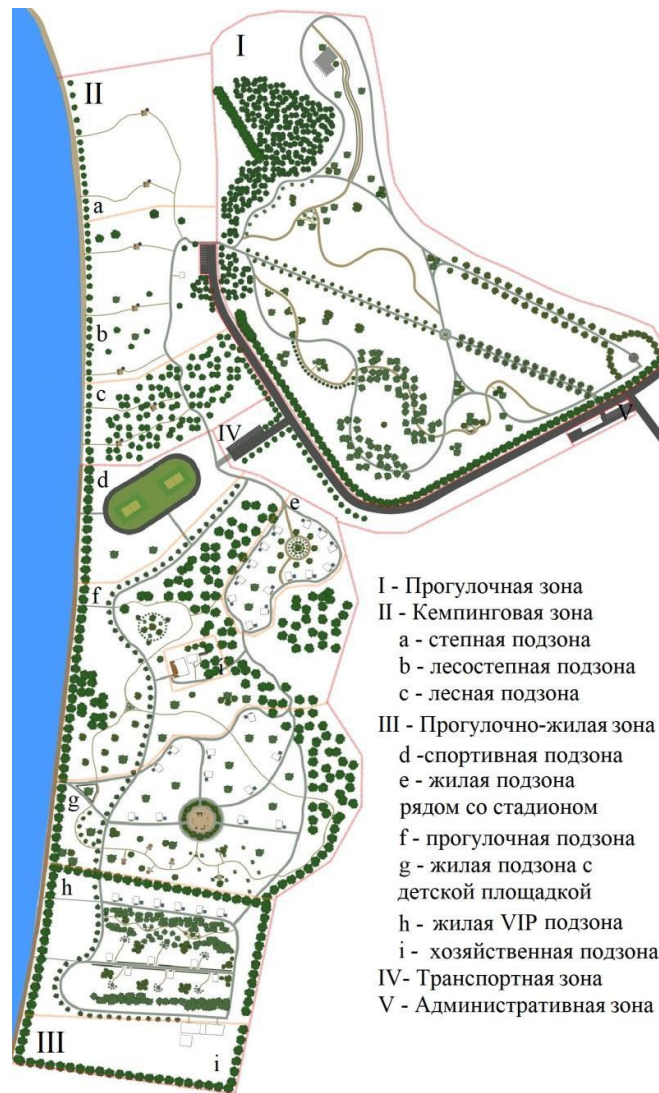 I
II
a
b
c
IV
V
d
e
f
i
g
h
III
i
I - Прогулочная зона
II - Кемпинговая зона
a - степная подзона
b - лесостепная подзона
c - лесная подзона
III - Прогулочно-жилая зона
d -спортивная подзона
e - жилая подзона
рядом со стадионом
f - прогулочная подзона
g - жилая подзона с
детской площадкой
h - жилая VIP подзона
i - хозяйственная подзона
IV- Транспортная зона
V - Административная зона